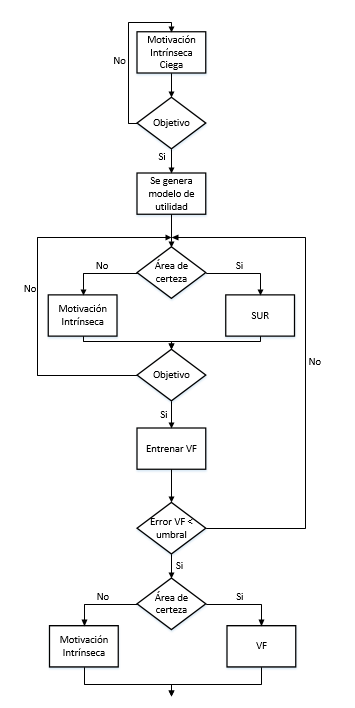 Motivación
Intrínseca
Ciega
No
Objetivo
Si
Se genera
modelo de
utilidad
No
Área de
certeza
Si
No
Motivación
Intrínseca
SUR
Objetivo
No
Si
Entrenar VF
Error VF <
umbral
Si
No
Área de
certeza
Si
Motivación
Intrínseca
VF